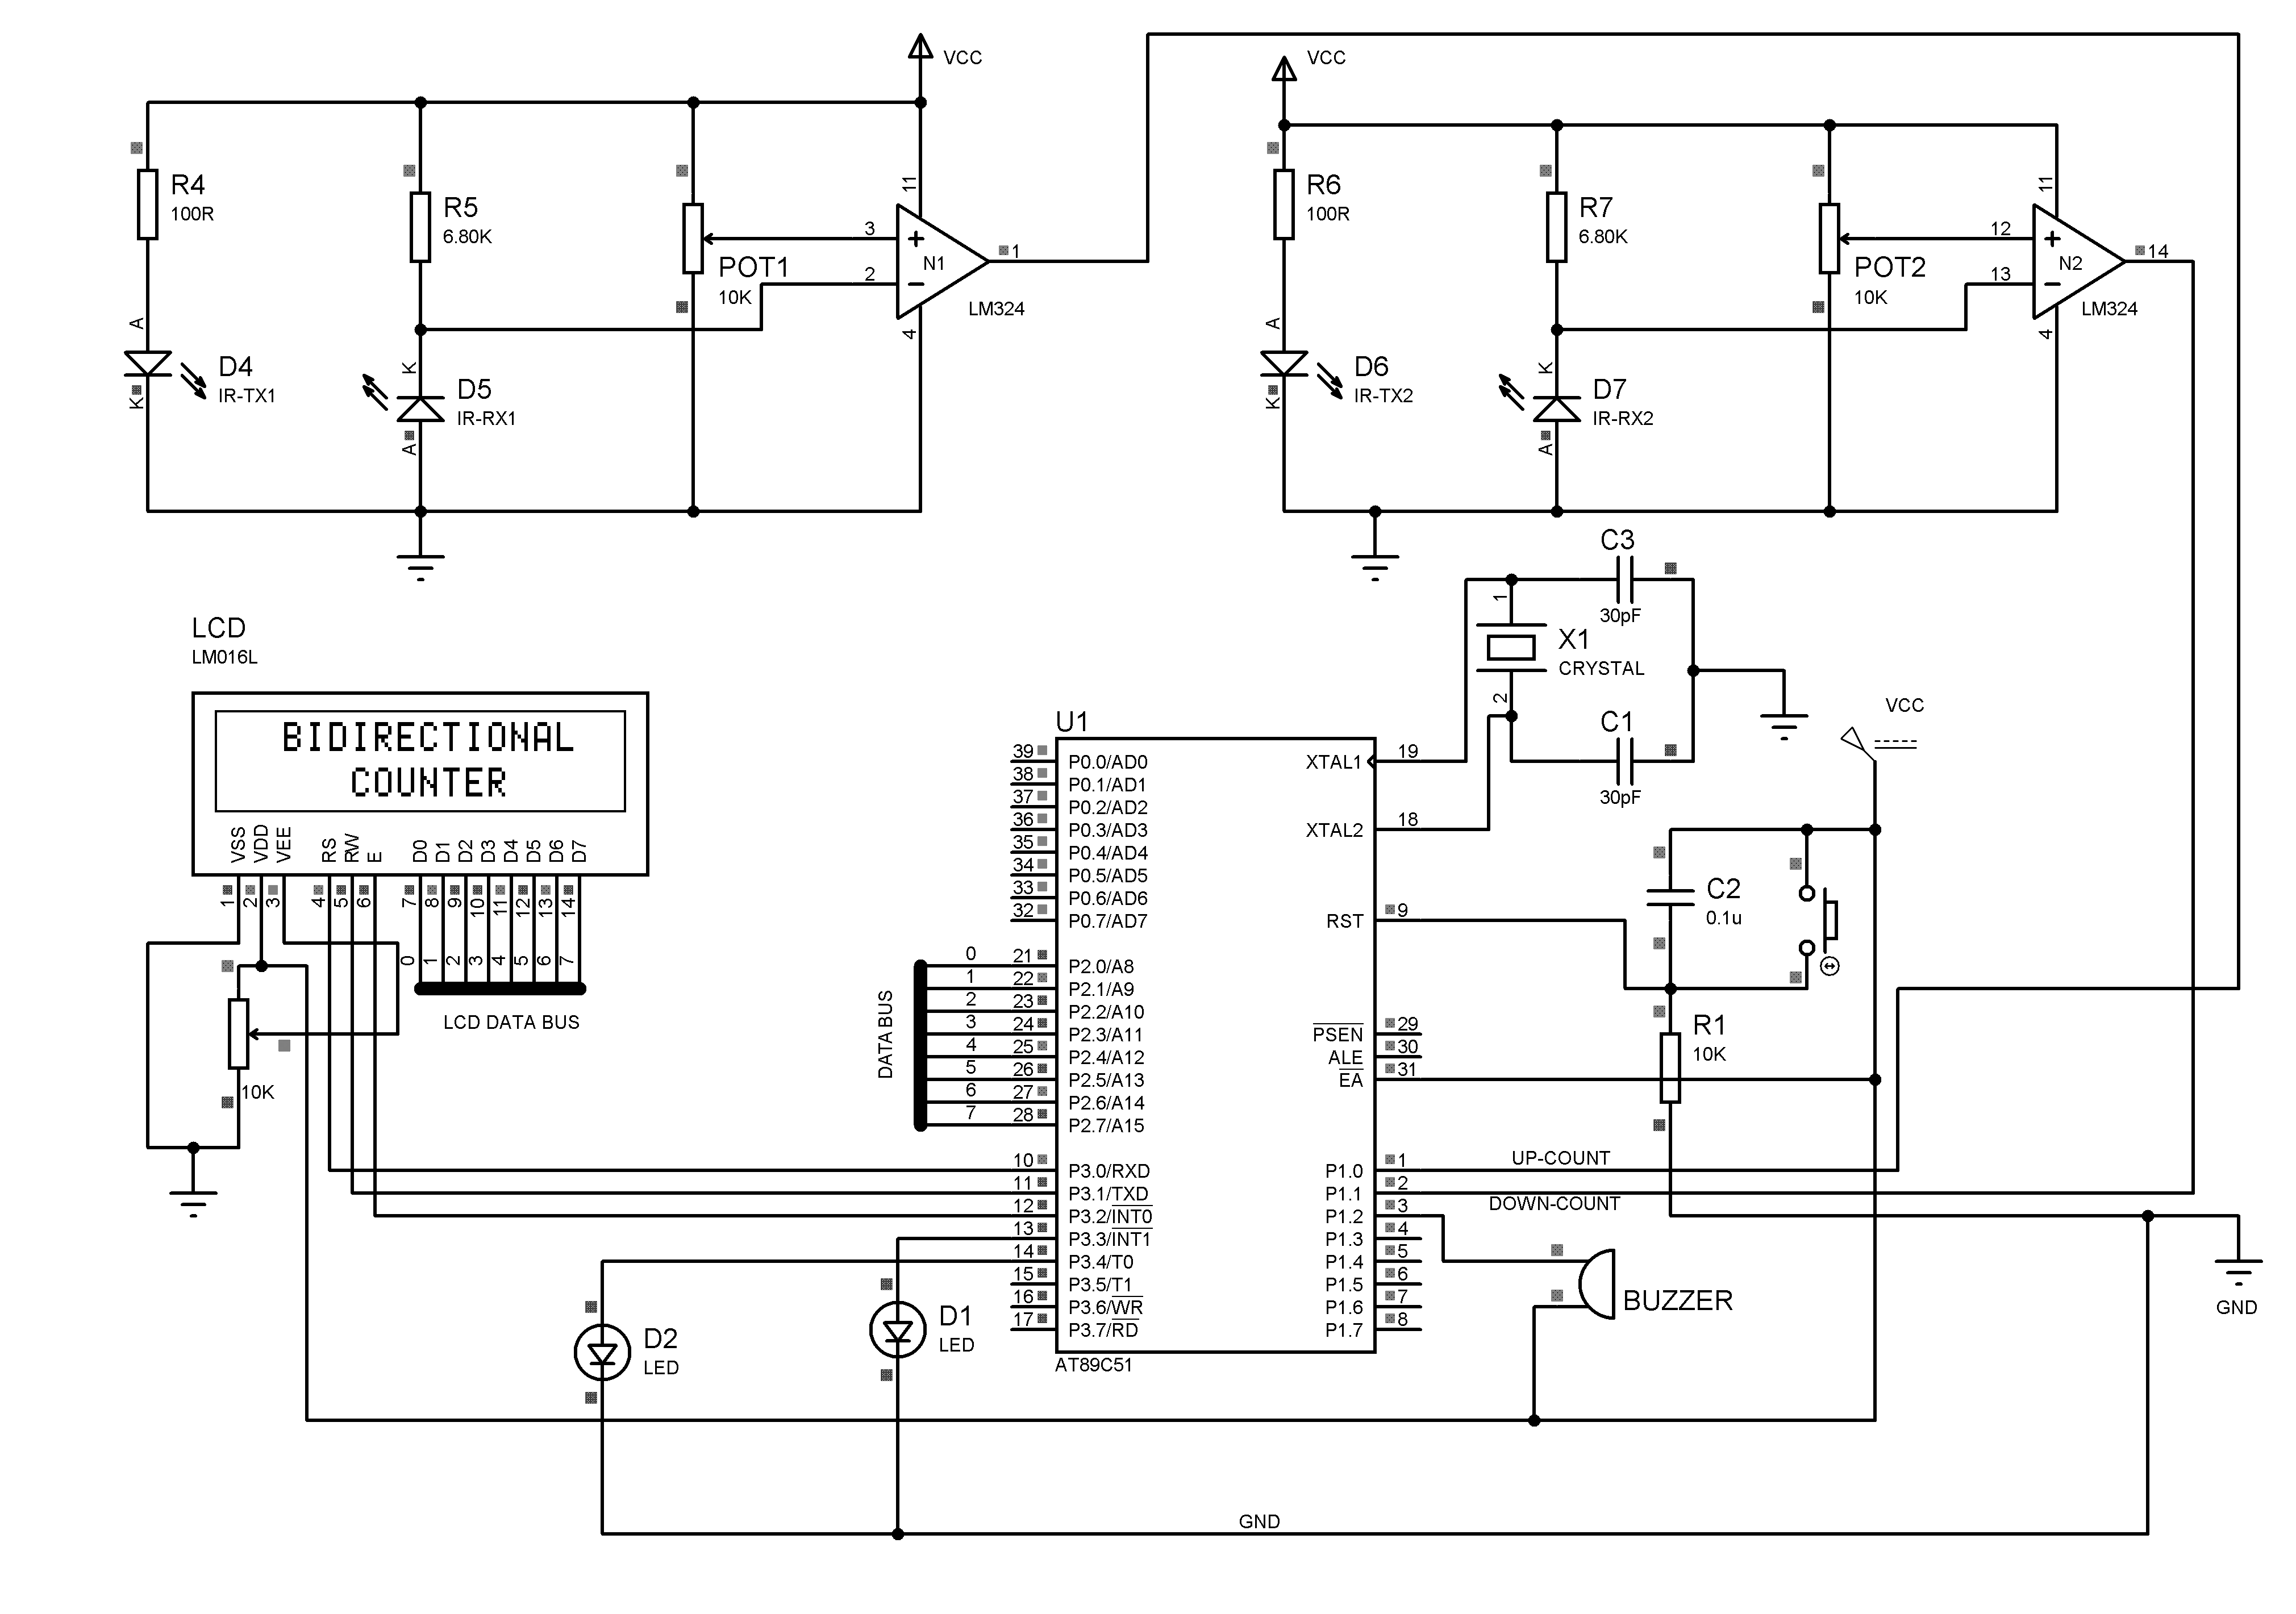 VCC
R4
100R
A
K
D4
IR-TX1
R5
6.80K
K
A
D5
IR-RX1
POT1
10K
3
2
11
4
N1
1
LM324
VCC
R6
100R
A
K
D6
IR-TX2
R7
6.80K
K
A
D7
IR-RX2
POT2
10K
12
13
11
4
N2
14
LM324
C3
30pF
1
X1
CRYSTAL
2
C1
30pF
LCD
LM016L
BIDIRECTIONAL
COUNTER
VSS VDD VEE RS RW E D0 D1 D2 D3 D4 D5 D6 D7
1 2 3 4 5 6 7 8 9 10 11 12 13 14
0 1 2 3 4 5 6 7
LCD DATA BUS
10K
U1
39 P0.0/AD0
38 P0.1/AD1
37 P0.2/AD2
36 P0.3/AD3
35 P0.4/AD4
34 P0.5/AD5
33 P0.6/AD6
32 P0.7/AD7
DATA BUS
0 21 P2.0/A8
1 22 P2.1/A9
2 23 P2.2/A10
3 24 P2.3/A11
4 25 P2.4/A12
5 26 P2.5/A13
6 27 P2.6/A14
7 28 P2.7/A15
10 P3.0/RXD
11 P3.1/TXD
12 P3.2/INT0
13 P3.3/INT1
14 P3.4/T0
15 P3.5/T1
16 P3.6/WR
17 P3.7/RD
XTAL1 19
XTAL2 18
RST 9
PSEN 29
ALE 30
EA 31
P1.0 1
P1.1 2
P1.2 3
P1.3 4
P1.4 5
P1.5 6
P1.6 7
P1.7 8
AT89C51
UP-COUNT
DOWN-COUNT
VCC
C2
0.1u
R1
10K
BUZZER
GND
D2
LED
D1
LED
GND